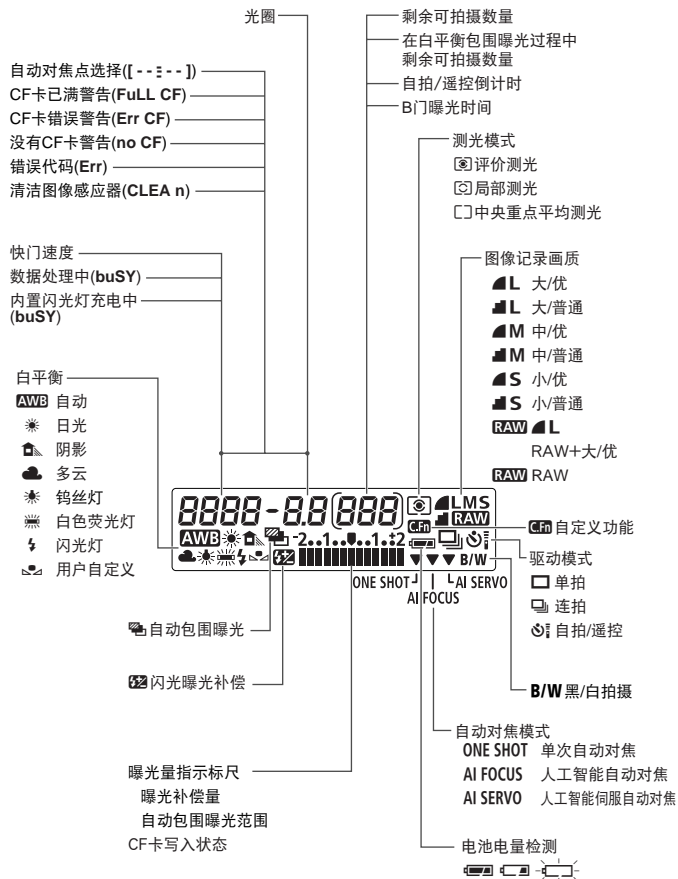 光圈
剩余可拍摄数量
在白平衡包围曝光过程中
剩余可拍摄数量
自拍/遥控倒计时
B门曝光时间
自动对焦点选择([ - - - - ])
CF卡已满警告(FuLL CF)
CF卡错误警告(Err CF)
没有CF卡警告(no CF)
错误代码(Err)
清洁图像感应器(CLEA n)
测光模式
评价测光
局部测光
中央重点平均测光
快门速度
数据处理中(buSY)
内置闪光灯充电中
(buSY)
图像记录画质
L 大/优
L 大/普通
M 中/优
M 中/普通
S 小/优
S 小/普通
RAW L
RAW+大/优
RAW RAW
白平衡
AWB 自动
日光
阴影
多云
钨丝灯
白色荧光灯
闪光灯
用户自定义
8888-8.8(888) LMS
RAW
C.Fn
C.Fn 自定义功能
AWB -2..1..0..1.+2
B/W
ONE SHOT AI SERVO
AI FOCUS
驱动模式
单拍
连拍
自拍/遥控
自动包围曝光
闪光曝光补偿
B/W 黑/白拍摄
自动对焦模式
ONE SHOT 单次自动对焦
AI FOCUS 人工智能自动对焦
AI SERVO 人工智能伺服自动对焦
曝光量指示标尺
曝光补偿量
自动包围曝光范围
CF卡写入状态
电池电量检测